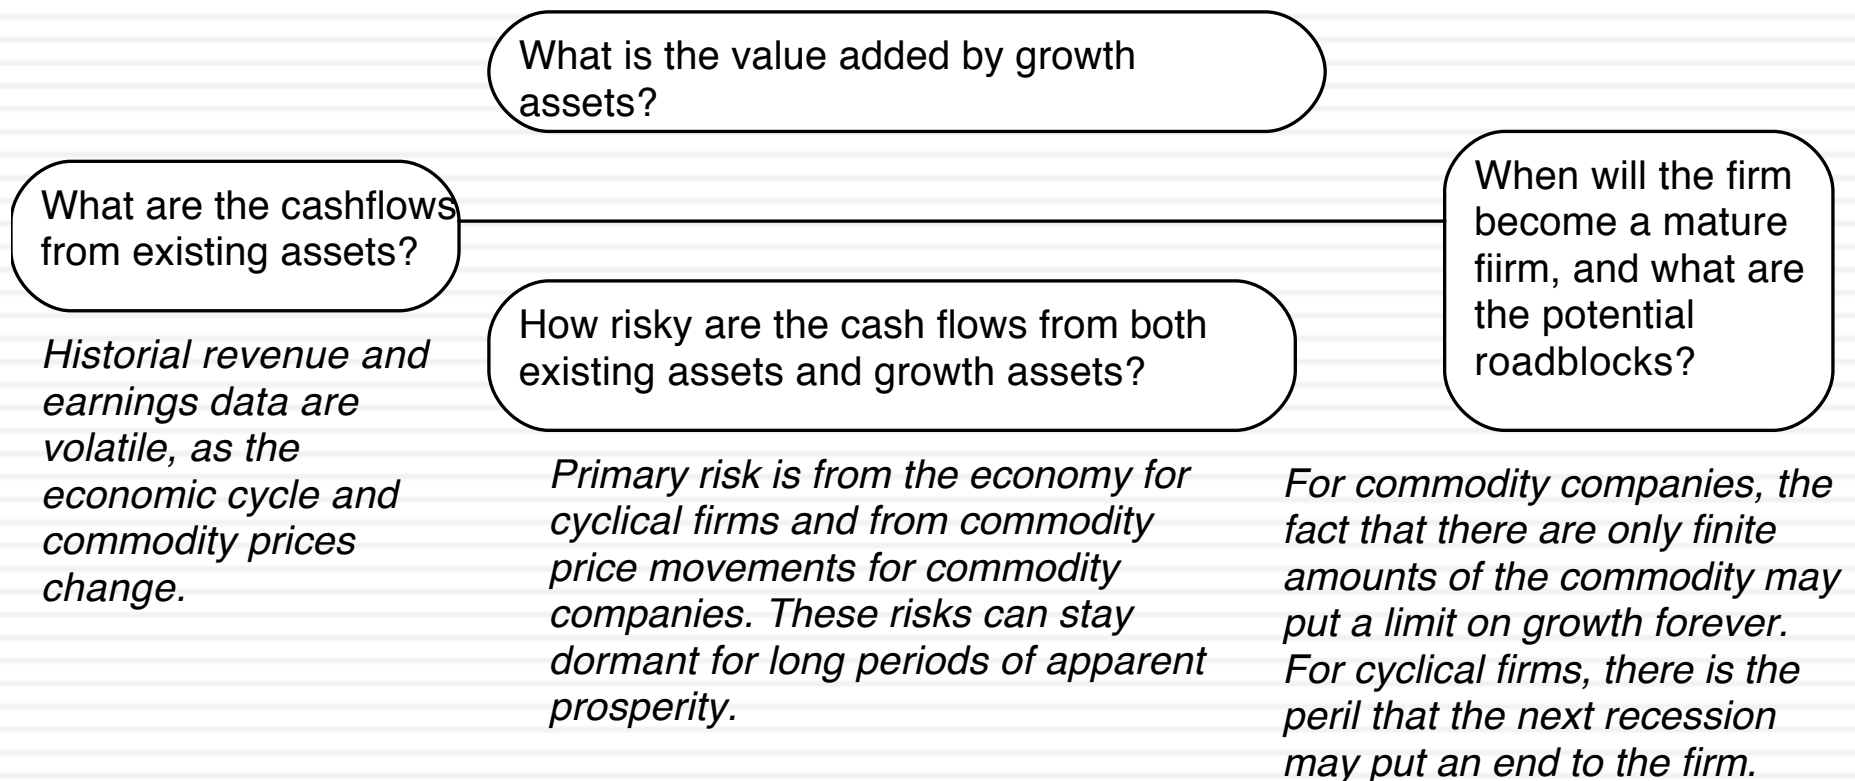 What is the value added by growth
assets?
What are the cashflows
from existing assets?
Historial revenue and
earnings data are
volatile, as the
economic cycle and
commodity prices
change.
How risky are the cash flows from both
existing assets and growth assets?
Primary risk is from the economy for
cyclical firms and from commodity
price movements for commodity
companies. These risks can stay
dormant for long periods of apparent
prosperity.
When will the firm
become a mature
fiirm, and what are
the potential
roadblocks?
For commodity companies, the
fact that there are only finite
amounts of the commodity may
put a limit on growth forever.
For cyclical firms, there is the
peril that the next recession
may put an end to the firm.